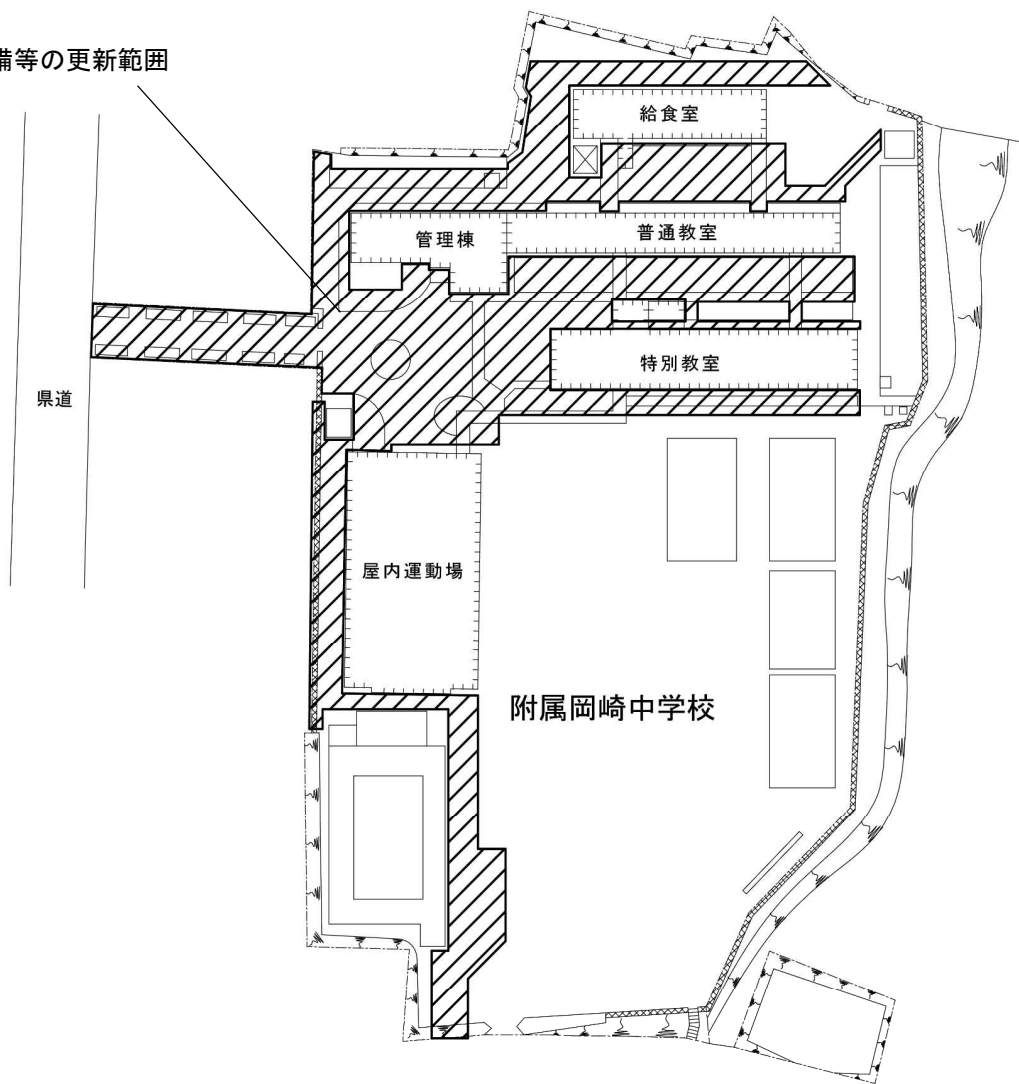 備等の更新範囲
給食室
管理棟
普通教室
特別教室
県道
屋内運動場
附属岡崎中学校